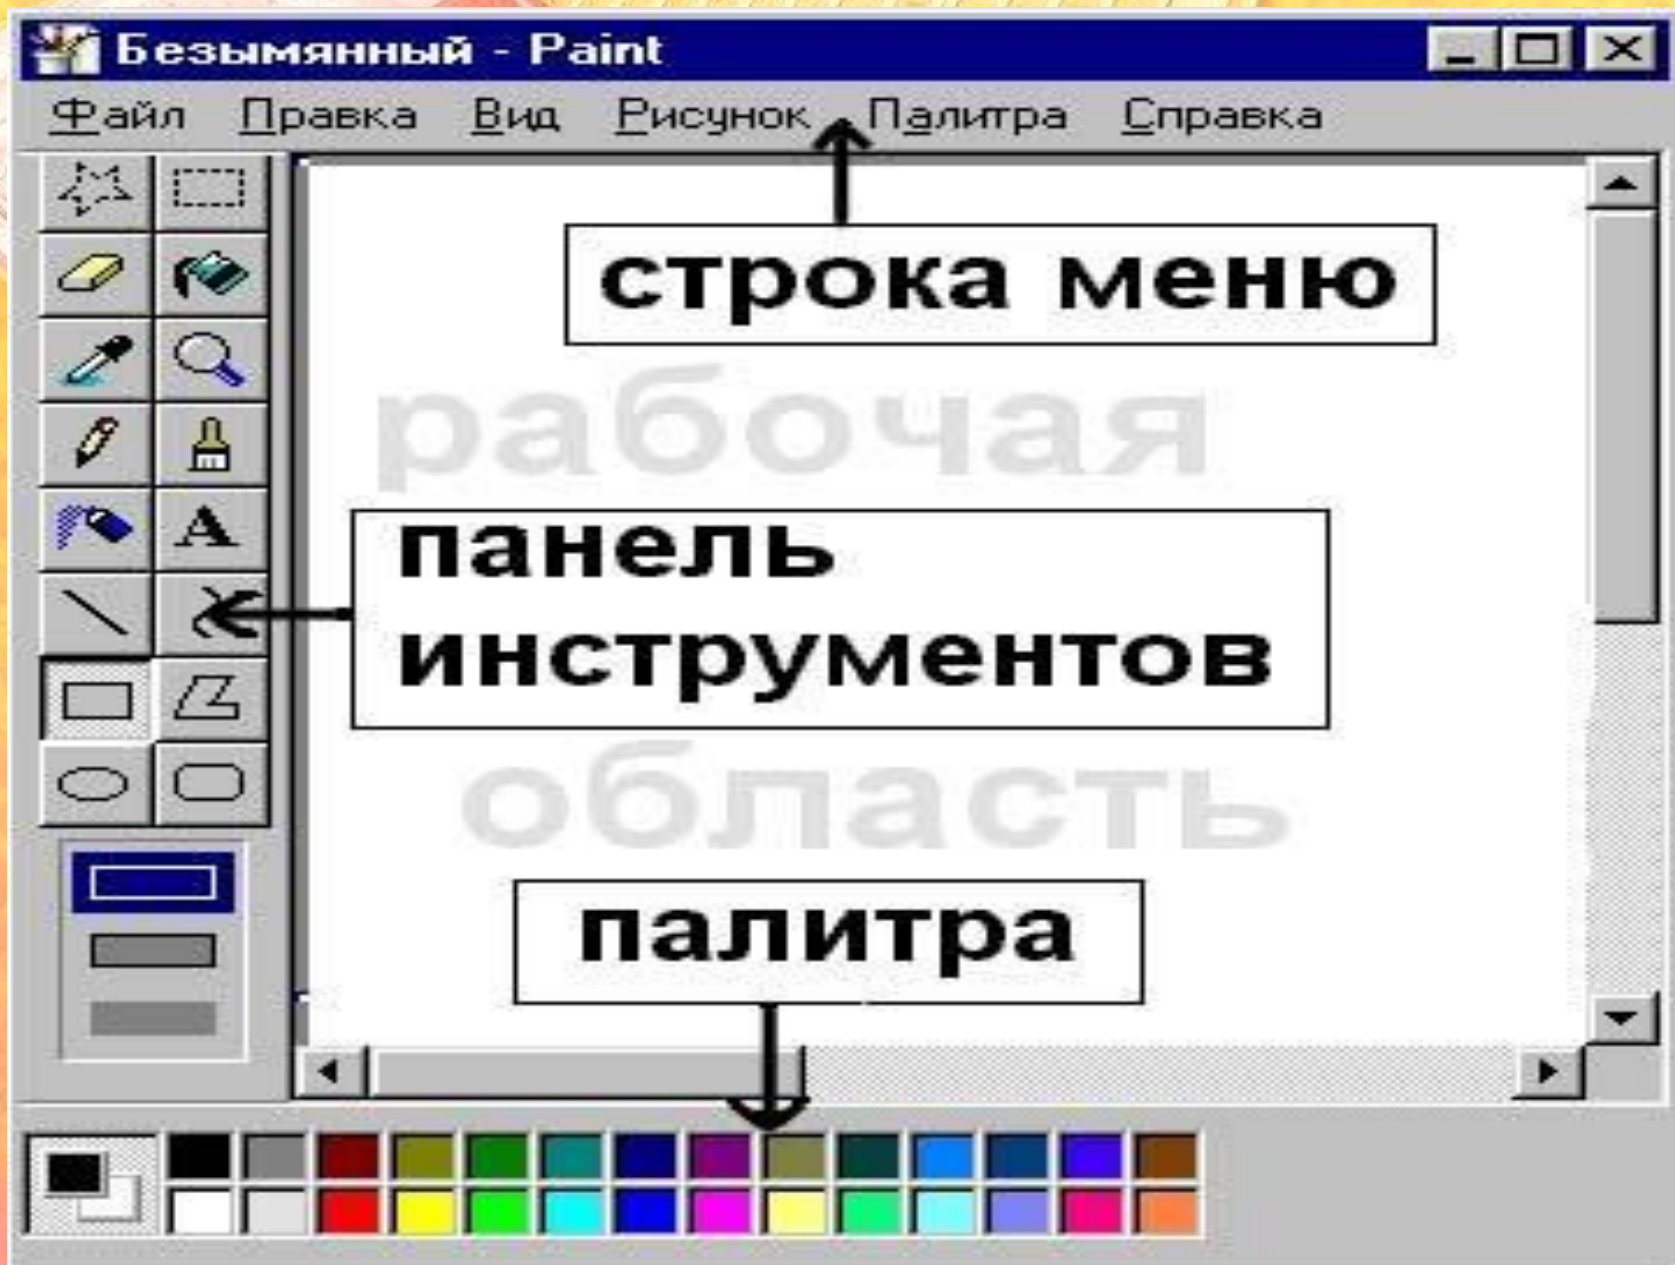 Безымянный - Paint
Файл Правка Вид Рисунок Палитра Справка
строка меню
рабочая
A
панель
инструментов
область
палитра